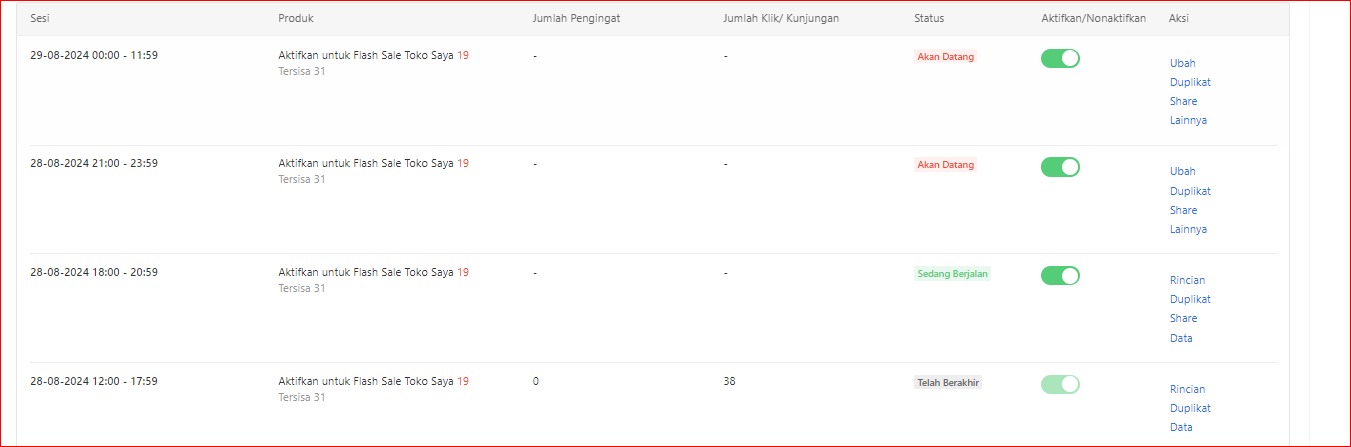 Sesi Produk Jumlah Pengingat Jumlah Klik/ Kunjungan Status Aktifkan/Nonaktifkan Aksi
29-08-2024 00:00 - 11:59 Aktifkan untuk Flash Sale Toko Saya 19 - - Akan Datang
Tersisa 31
Ubah
Duplikat
Share
Lainnya
28-08-2024 21:00 - 23:59 Aktifkan untuk Flash Sale Toko Saya 19 - - Akan Datang
Tersisa 31
Ubah
Duplikat
Share
Lainnya
28-08-2024 18:00 - 20:59 Aktifkan untuk Flash Sale Toko Saya 19 - - Sedang Berjalan
Tersisa 31
Rincian
Duplikat
Share
Data
28-08-2024 12:00 - 17:59 Aktifkan untuk Flash Sale Toko Saya 19 0 38 Telah Berakhir
Tersisa 31
Rincian
Duplikat
Data